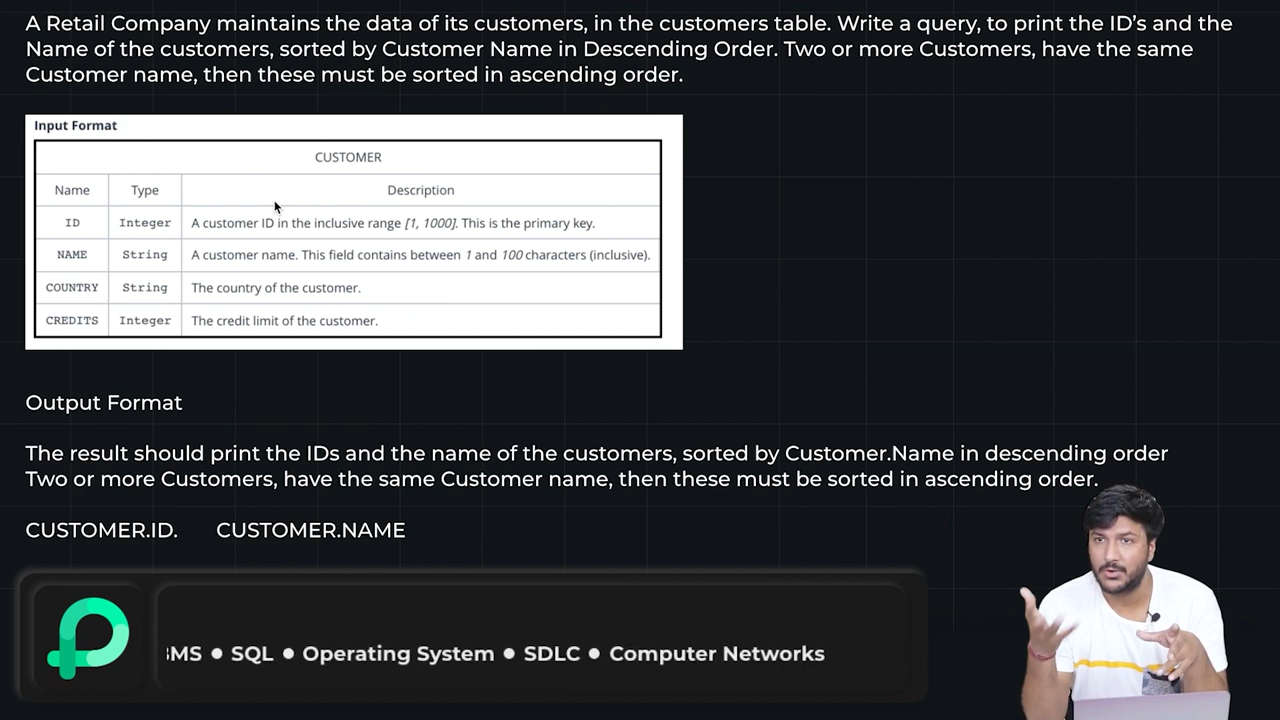 A Retail Company maintains the data of its customers, in the customers table. Write a query, to print the ID's and the
Name of the customers, sorted by Customer Name in Descending Order. Two or more Customers, have the same
Customer name, then these must be sorted in ascending order.
Input Format
CUSTOMER
Name Type Description
ID Integer A customer ID in the inclusive range [1, 1000]. This is the primary key.
NAME String A customer name. This field contains between 1 and 100 characters (inclusive).
COUNTRY String The country of the customer.
CREDITS Integer The credit limit of the customer.
Output Format
The result should print the IDs and the name of the customers, sorted by Customer.Name in descending order
Two or more Customers, have the same Customer name, then these must be sorted in ascending order.
CUSTOMER.ID. CUSTOMER.NAME
MS ● SQL ● Operating System ● SDLC ● Computer Networks